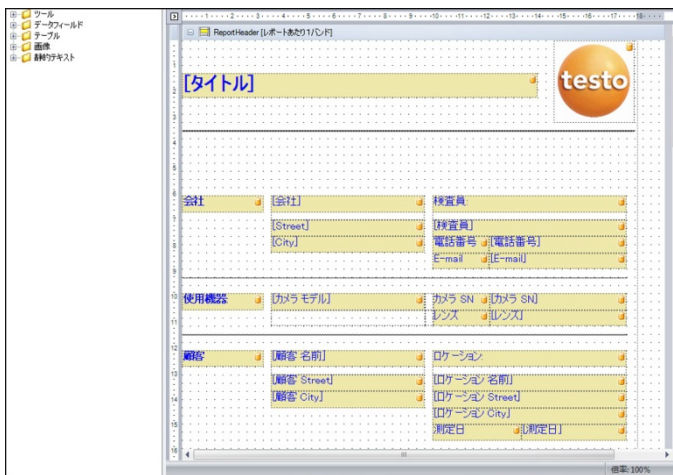 ツール
データフィールド
テーブル
画像
静的テキスト
ReportHeader [レポートあたり1バンド]
[タイトル]
testo
会社 [会社] 検査員:
[Street] [検査員]
[City] 電話番号 [電話番号]
E-mail [E-mail]
使用機器: [カメラ モデル] カメラ SN [カメラ SN]
レンズ [レンズ]
顧客 [顧客 名前] ロケーション:
[顧客 Street] [ロケーション 名前]
[顧客 City] [ロケーション Street]
[ロケーション City]
測定日 [測定日]
倍率: 100%